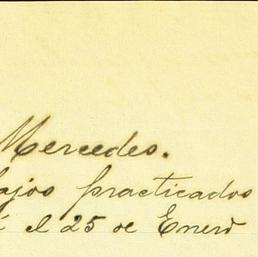 Mercedes.
bajos practicados
el 25 de Enero